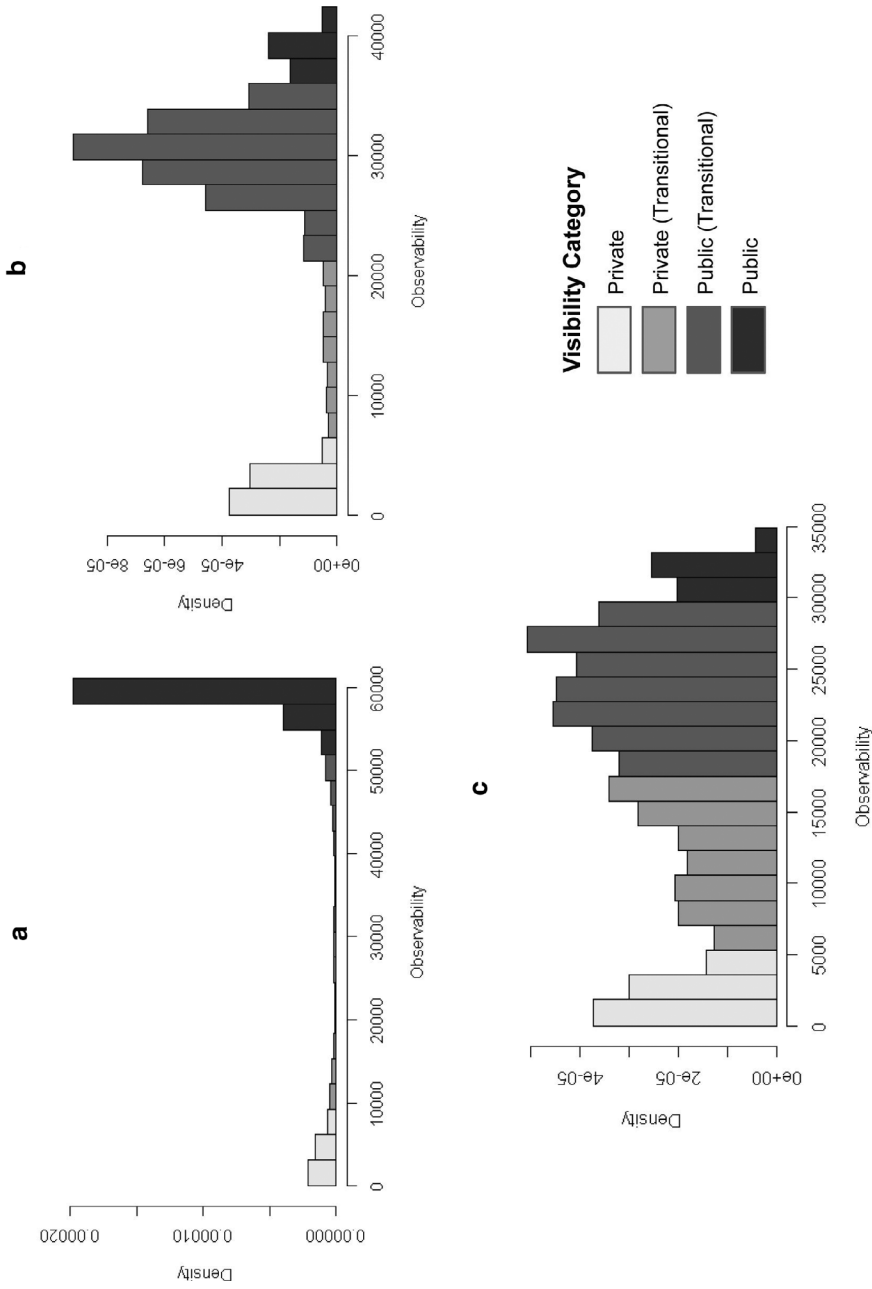 a
Density
0.00000
0.00010
0.00020
0
10000
20000
30000
40000
50000
60000
Observability
b
Density
0e+00
4e-05
6e-05
8e-05
0
10000
20000
30000
40000
Observability
c
Density
0e+00
2e-05
4e-05
0
5000
10000
15000
20000
25000
30000
35000
Observability
Visibility Category
Private
Private (Transitional)
Public (Transitional)
Public